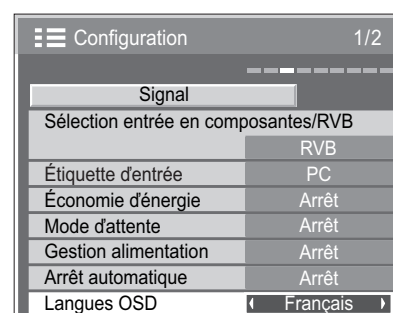 Configuration 1/2
Signal
Sélection entrée en composantes/RVB
RVB
Étiquette d'entrée PC
Économie d'énergie Arrêt
Mode d'attente Arrêt
Gestion alimentation Arrêt
Arrêt automatique Arrêt
Langues OSD Français